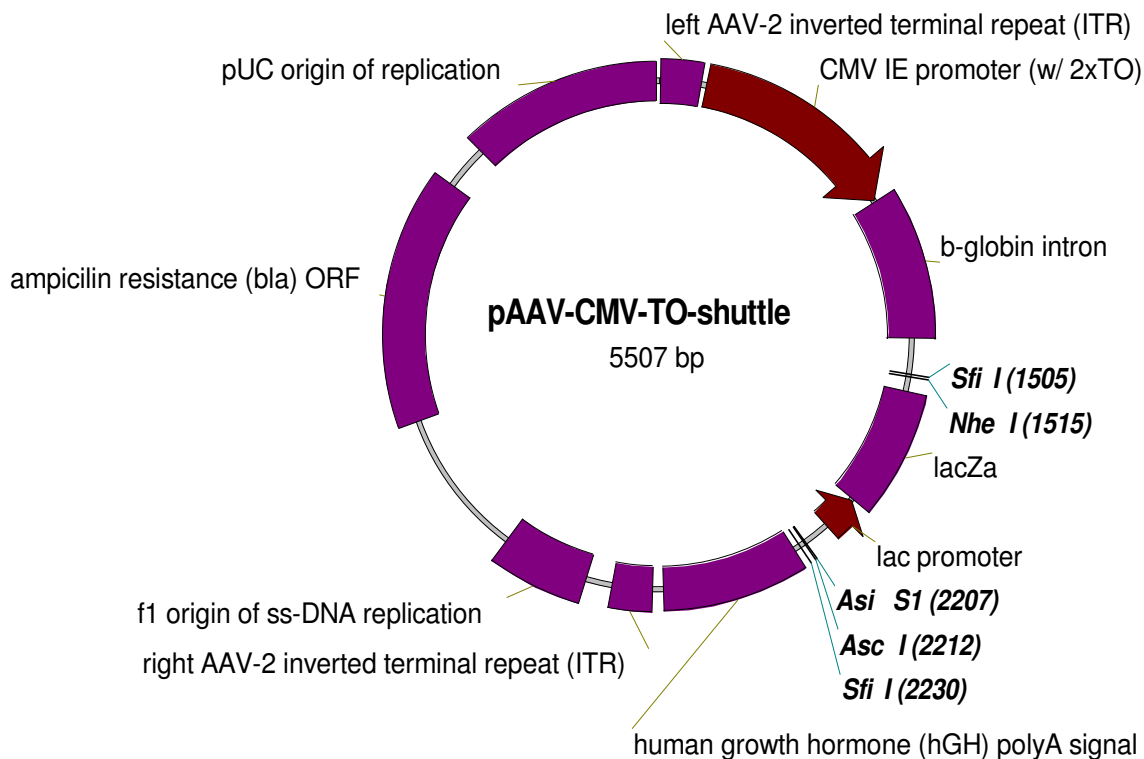 left AAV-2 inverted terminal repeat (ITR)
pUC origin of replication
CMV IE promoter (w/ 2xTO)
b-globin intron
ampicilin resistance (bla) ORF
pAAV-CMV-TO-shuttle
5507 bp
Sfi I (1505)
Nhe I (1515)
lacZa
lac promoter
Asi S1 (2207)
f1 origin of ss-DNA replication
Asc I (2212)
right AAV-2 inverted terminal repeat (ITR)
Sfi I (2230)
human growth hormone (hGH) polyA signal